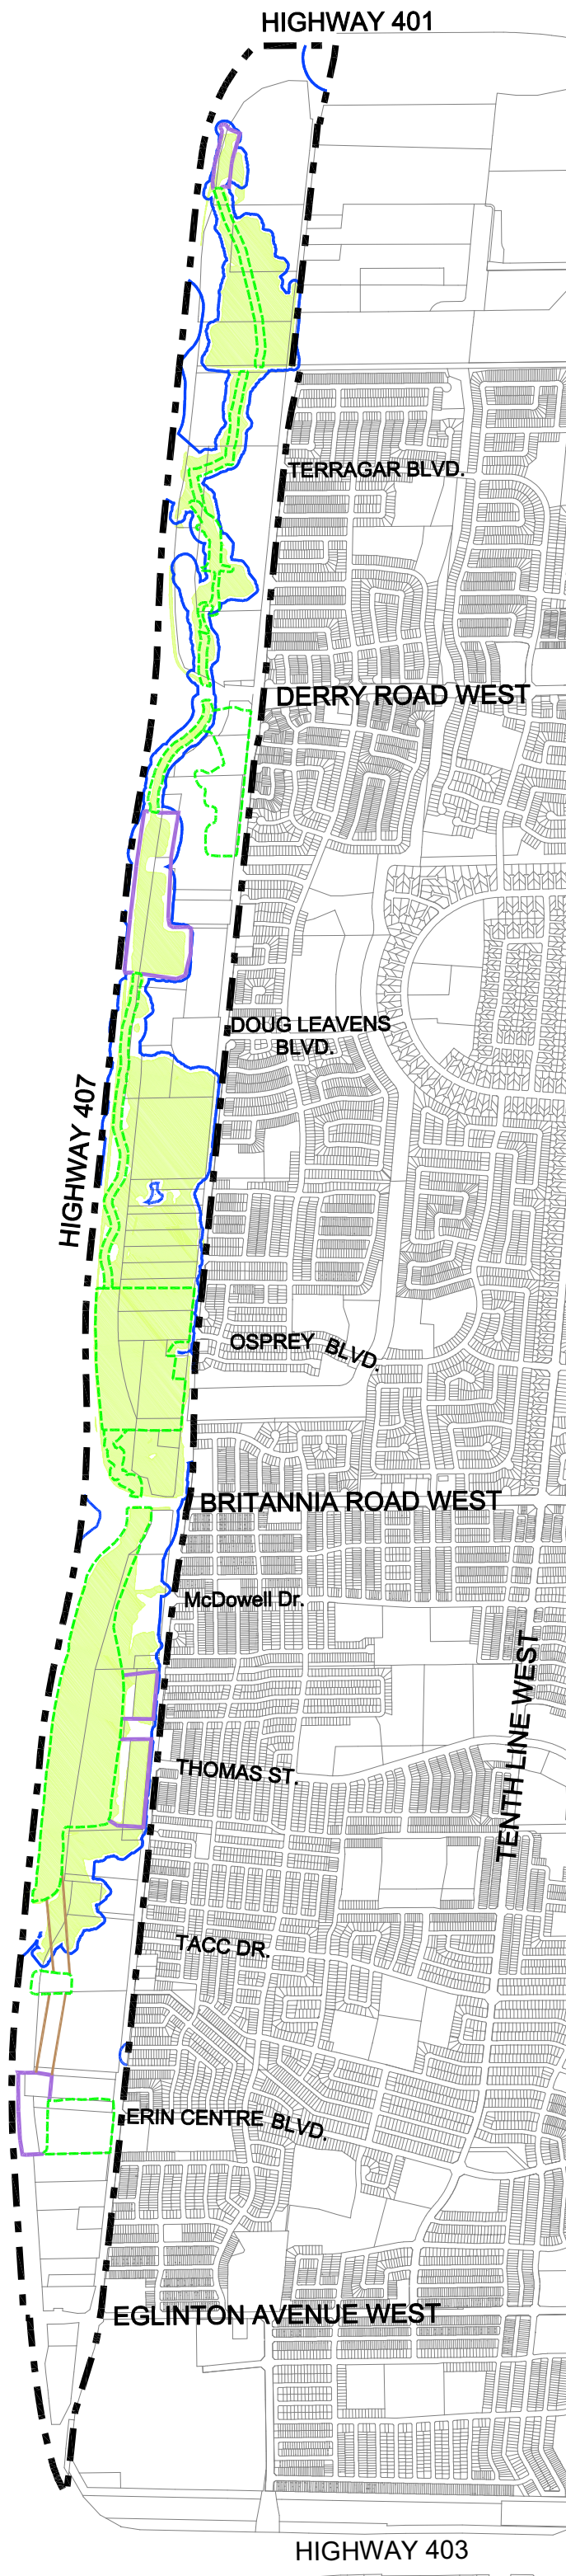 HIGHWAY 401
TERRAGAR BLVD.
DERRY ROAD WEST
DOUG LEAVENS
BLVD.
HIGHWAY 407
OSPREY BLVD.
BRITANNIA ROAD WEST
McDowell Dr.
TENTH LINE WEST
THOMAS ST.
TACC DR.
ERIN CENTRE BLVD.
EGLINTON AVENUE WEST
HIGHWAY 403